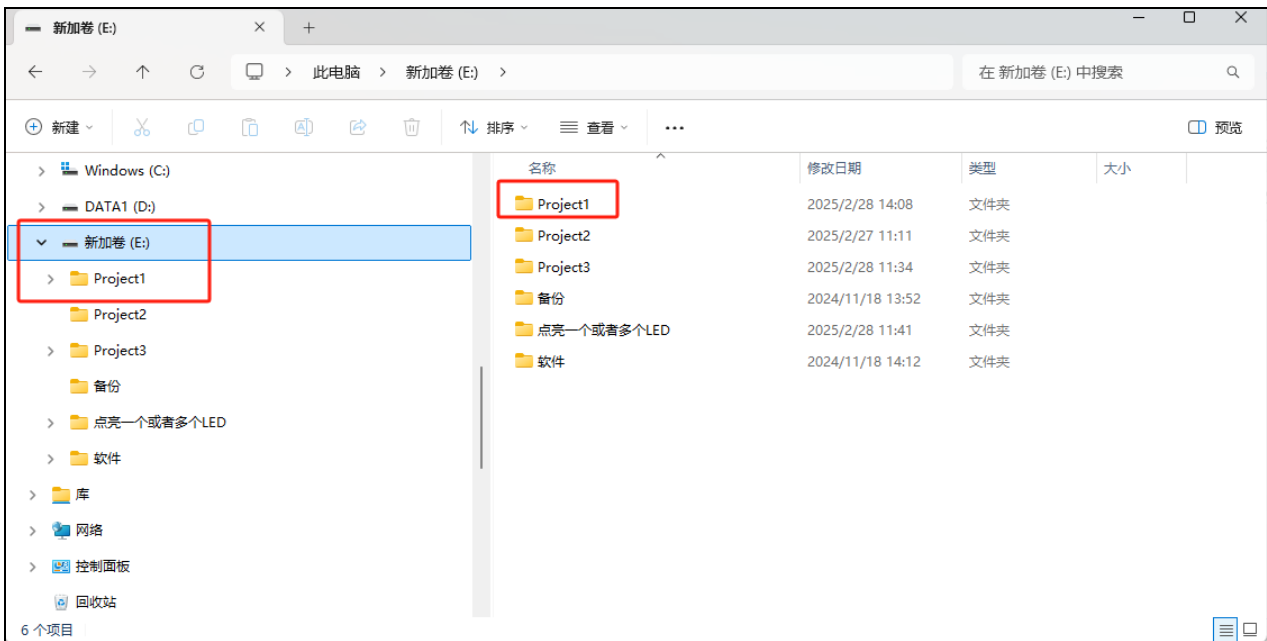 新加卷 (E:)
此电脑 新加卷 (E:) 在 新加卷 (E:) 中搜索
新建 排序 查看 预览
Windows (C:)
DATA1 (D:)
新加卷 (E:)
Project1
Project2
Project3
备份
点亮一个或者多个LED
软件
库
网络
控制面板
回收站
名称 修改日期 类型 大小
Project1 2025/2/28 14:08 文件夹
Project2 2025/2/27 11:11 文件夹
Project3 2025/2/28 11:34 文件夹
备份 2024/11/18 13:52 文件夹
点亮一个或者多个LED 2025/2/28 11:41 文件夹
软件 2024/11/18 14:12 文件夹
6 个项目